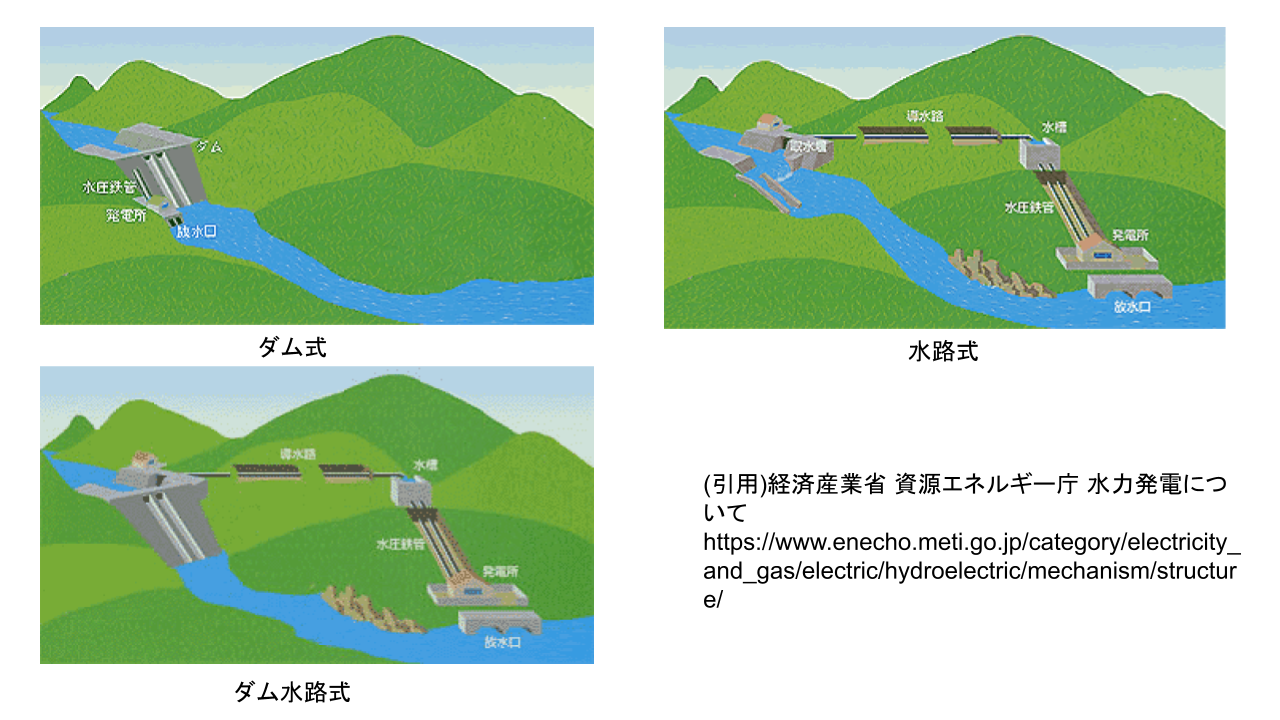 ダム
水圧鉄管
発電所
放水口
ダム式
導水路
取水堰
水槽
水圧鉄管
発電所
放水口
水路式
導水路
水槽
水圧鉄管
発電所
放水口
ダム水路式
(引用)経済産業省 資源エネルギー庁 水力発電につ
いて
https://www.enecho.meti.go.jp/category/electricity_
and_gas/electric/hydroelectric/mechanism/structur
e/